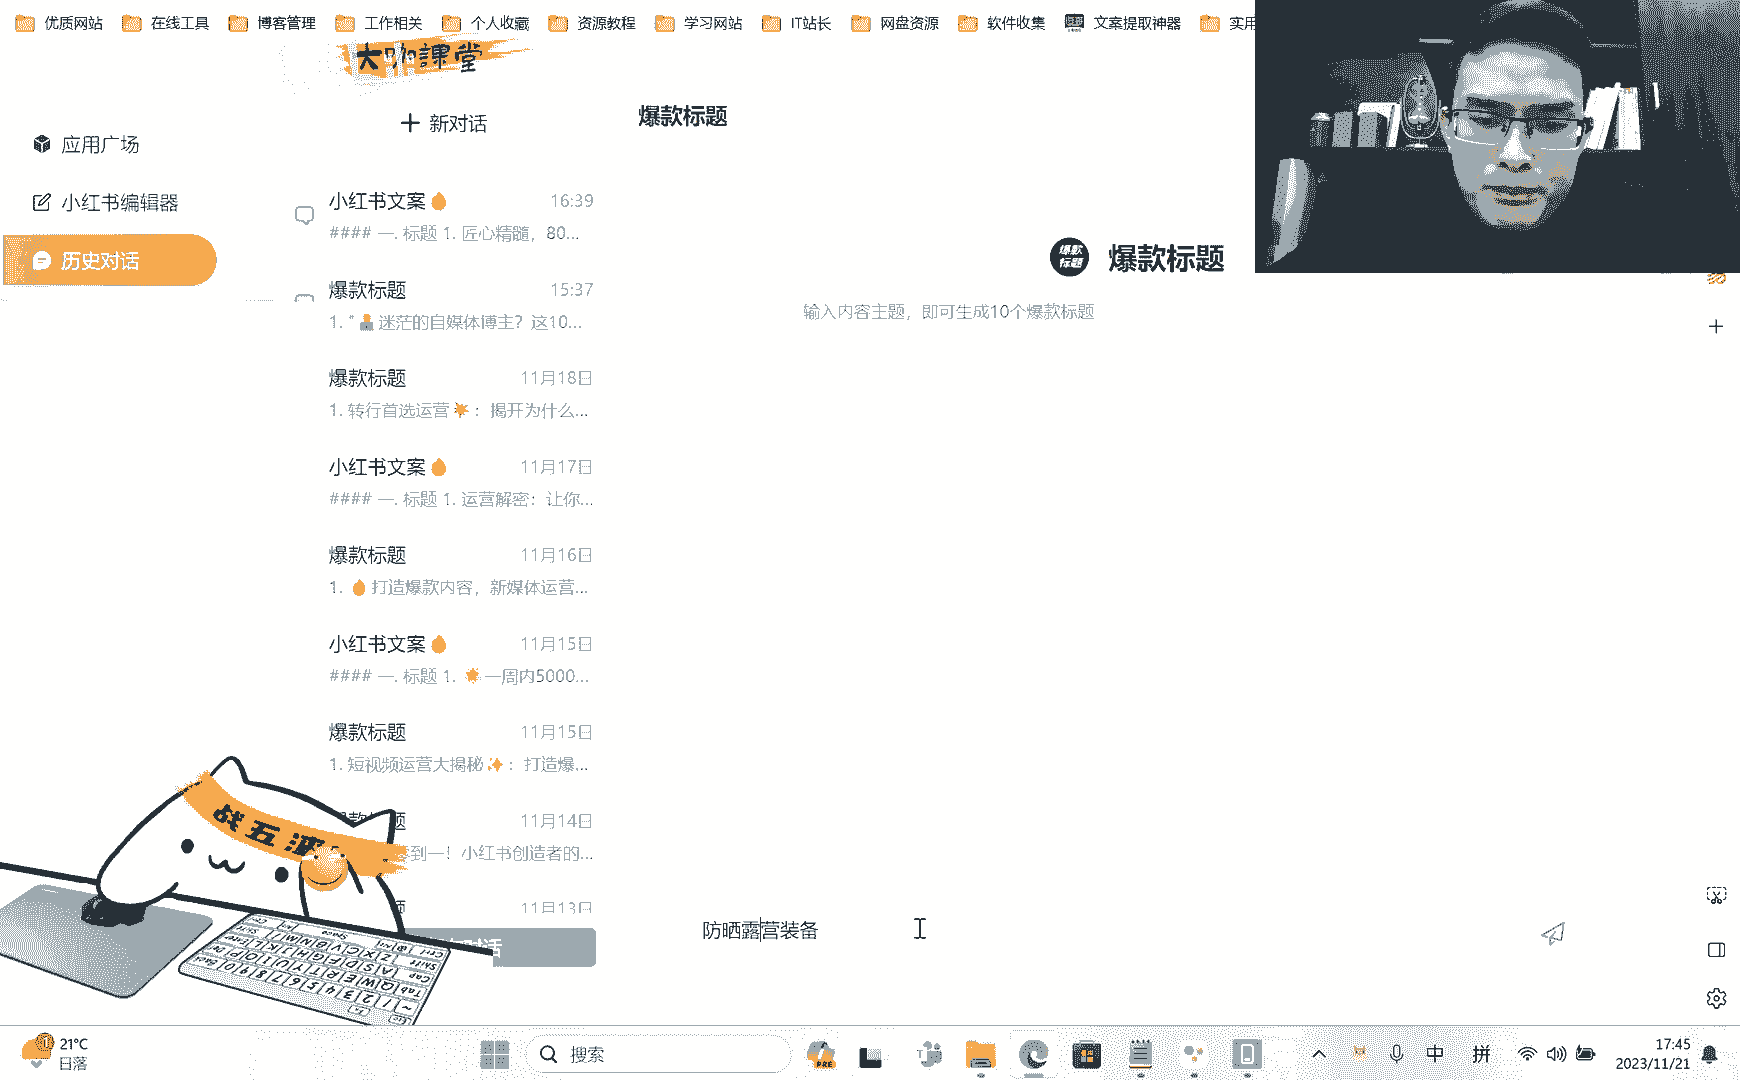 优质网站 在线工具 博客管理 工作相关 个人收藏 资源教程 学习网站 IT站长 网盘资源 软件收集 文案提取神器 实用
大咖課堂
应用广场
小红书编辑器
历史对话
新对话
小红书文案 16:39
#### 一. 标题 1. 匠心精髓，80...
爆款标题 15:37
1. "迷茫的自媒体博主？这10...
爆款标题 11月18日
1. 转行首选运营：揭开为什么...
小红书文案 11月17日
#### 一. 标题 1. 运营解密：让你...
爆款标题 11月16日
1. 打造爆款内容，新媒体运营...
小红书文案 11月15日
#### 一. 标题 1. 一周内5000...
爆款标题 11月15日
1. 短视频运营大揭秘：打造爆...
题 11月14日
到一！小红书创造者的...
题 11月13日
对话
爆款标题
爆款标题 爆款标题
输入内容主题，即可生成10个爆款标题
防晒露营装备
战五渣
21°C
日落
搜索
PRE
中 拼
17:45
2023/11/21